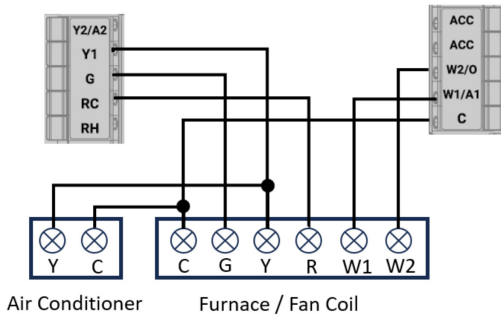 Y2/A2
Y1
G
RC
RH
ACC
ACC
W2/O
W1/A1
C
Y C
C G Y R W1 W2
Air Conditioner
Furnace / Fan Coil